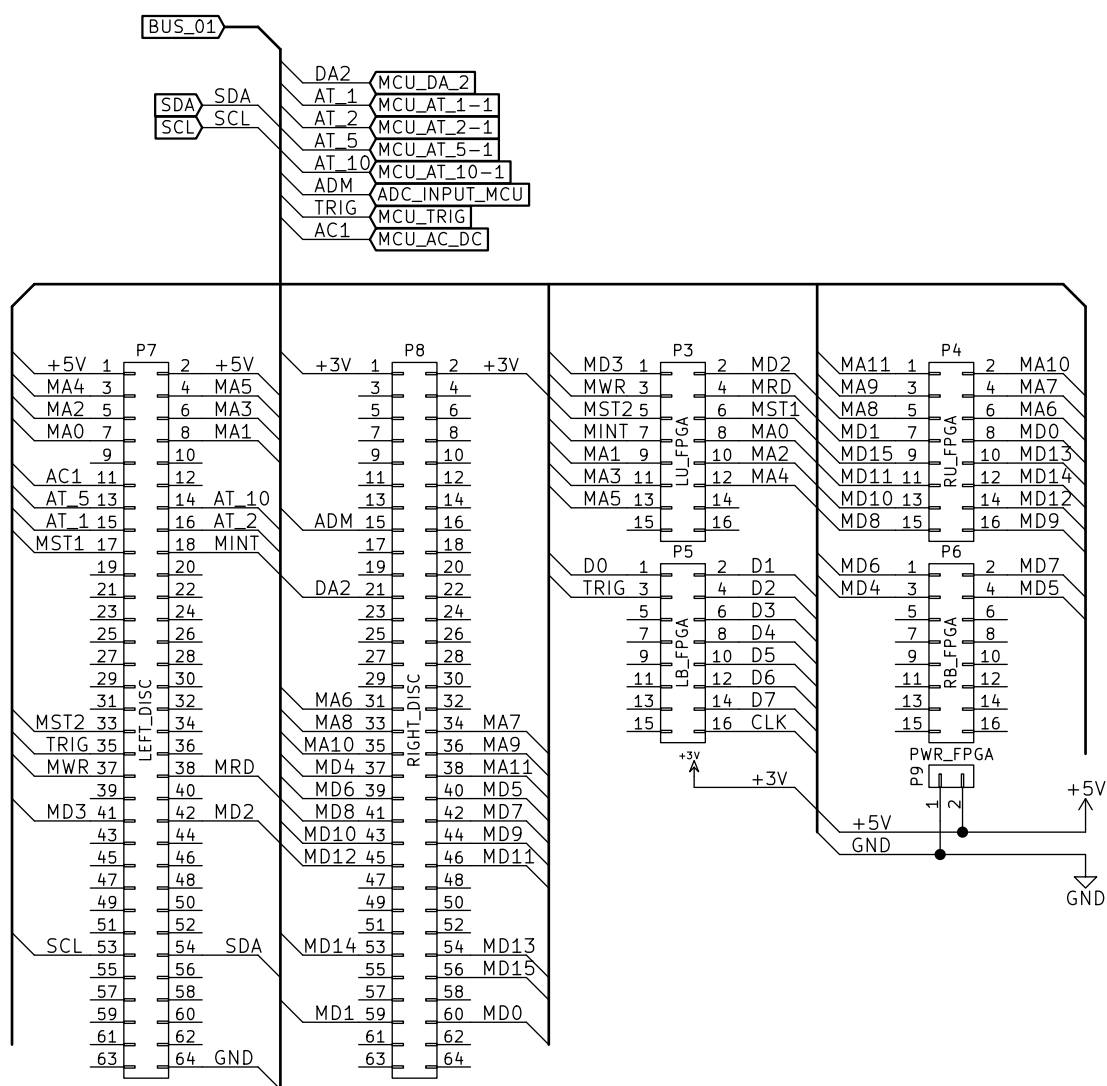 BUS_01
DA2 MCU_DA_2
SDA SDA AT_1 MCU_AT_1-1
SCL SCL AT_2 MCU_AT_2-1
AT_5 MCU_AT_5-1
AT_10 MCU_AT_10-1
ADM ADC_INPUT_MCU
TRIG MCU_TRIG
AC1 MCU_AC_DC
P7
+5V 1 2 +5V
MA4 3 4 MA5
MA2 5 6 MA3
MA0 7 8 MA1
9 10
AC1 11 12
AT_5 13 14 AT_10
AT_1 15 16 AT_2
MST1 17 18 MINT
19 20
21 22
23 24
25 26
27 28
29 30
31 32
MST2 33 34
TRIG 35 36
MWR 37 38 MRD
39 40
MD3 41 42 MD2
43 44
45 46
47 48
49 50
51 52
SCL 53 54 SDA
55 56
57 58
59 60
61 62
63 64 GND
LEFT_DISC
P8
+3V 1 2 +3V
3 4
5 6
7 8
9 10
11 12
13 14
ADM 15 16
17 18
19 20
DA2 21 22
23 24
25 26
27 28
29 30
MA6 31 32
MA8 33 34 MA7
MA10 35 36 MA9
MD4 37 38 MA11
MD6 39 40 MD5
MD8 41 42 MD7
MD10 43 44 MD9
MD12 45 46 MD11
47 48
49 50
51 52
MD14 53 54 MD13
55 56 MD15
57 58
MD1 59 60 MD0
61 62
63 64
RIGHT_DISC
P3
MD3 1 2 MD2
MWR 3 4 MRD
MST2 5 6 MST1
MINT 7 8 MA0
MA1 9 10 MA2
MA3 11 12 MA4
MA5 13 14
15 16
LU_FPGA
P5
D0 1 2 D1
TRIG 3 4 D2
5 6 D3
7 8 D4
9 10 D5
11 12 D6
13 14 D7
15 16 CLK
LB_FPGA
+3V
+3V
P4
MA11 1 2 MA10
MA9 3 4 MA7
MA8 5 6 MA6
MD1 7 8 MD0
MD15 9 10 MD13
MD11 11 12 MD14
MD10 13 14 MD12
MD8 15 16 MD9
RU_FPGA
P6
MD6 1 2 MD7
MD4 3 4 MD5
5 6
7 8
9 10
11 12
13 14
15 16
RB_FPGA
PWR_FPGA
P9
1 2
+5V
+5V
GND
GND